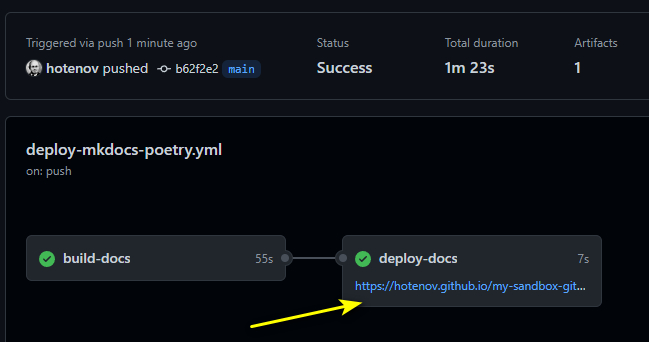 Triggered via push 1 minute ago
hotenov pushed b62f2e2 main
Status
Success
Total duration
1m 23s
Artifacts
1
deploy-mkdocs-poetry.yml
on: push
build-docs 55s
deploy-docs 7s
https://hotenov.github.io/my-sandbox-git...